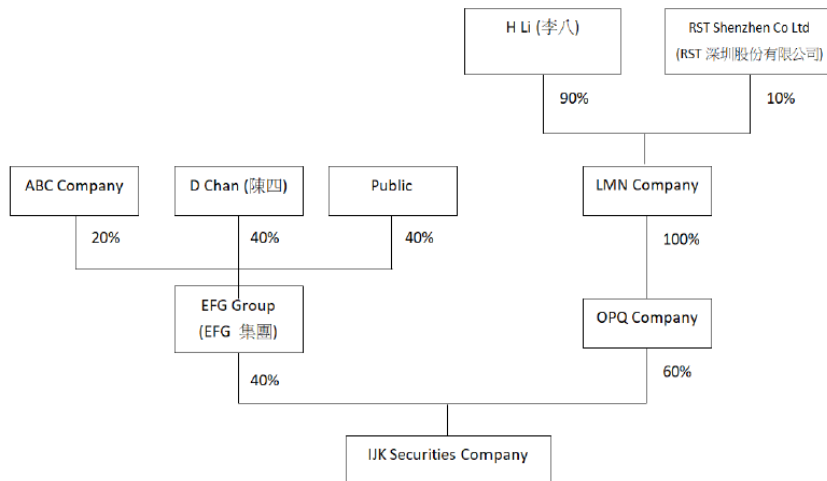 H Li (李八)
RST Shenzhen Co Ltd
(RST 深圳股份有限公司)
90%
10%
ABC Company
D Chan (陳四)
Public
LMN Company
20%
40%
40%
100%
EFG Group
(EFG 集團)
OPQ Company
40%
60%
IJK Securities Company